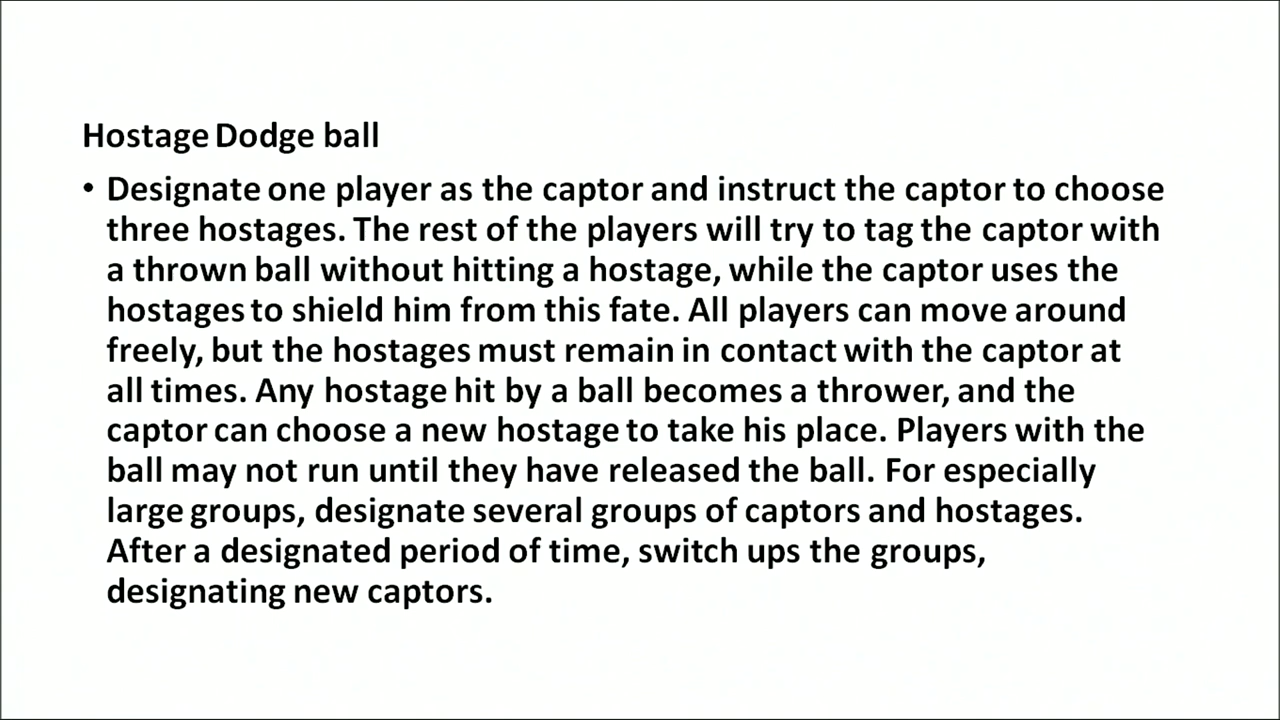 Hostage Dodge ball
• Designate one player as the captor and instruct the captor to choose
three hostages. The rest of the players will try to tag the captor with
a thrown ball without hitting a hostage, while the captor uses the
hostages to shield him from this fate. All players can move around
freely, but the hostages must remain in contact with the captor at
all times. Any hostage hit by a ball becomes a thrower, and the
captor can choose a new hostage to take his place. Players with the
ball may not run until they have released the ball. For especially
large groups, designate several groups of captors and hostages.
After a designated period of time, switch ups the groups,
designating new captors.